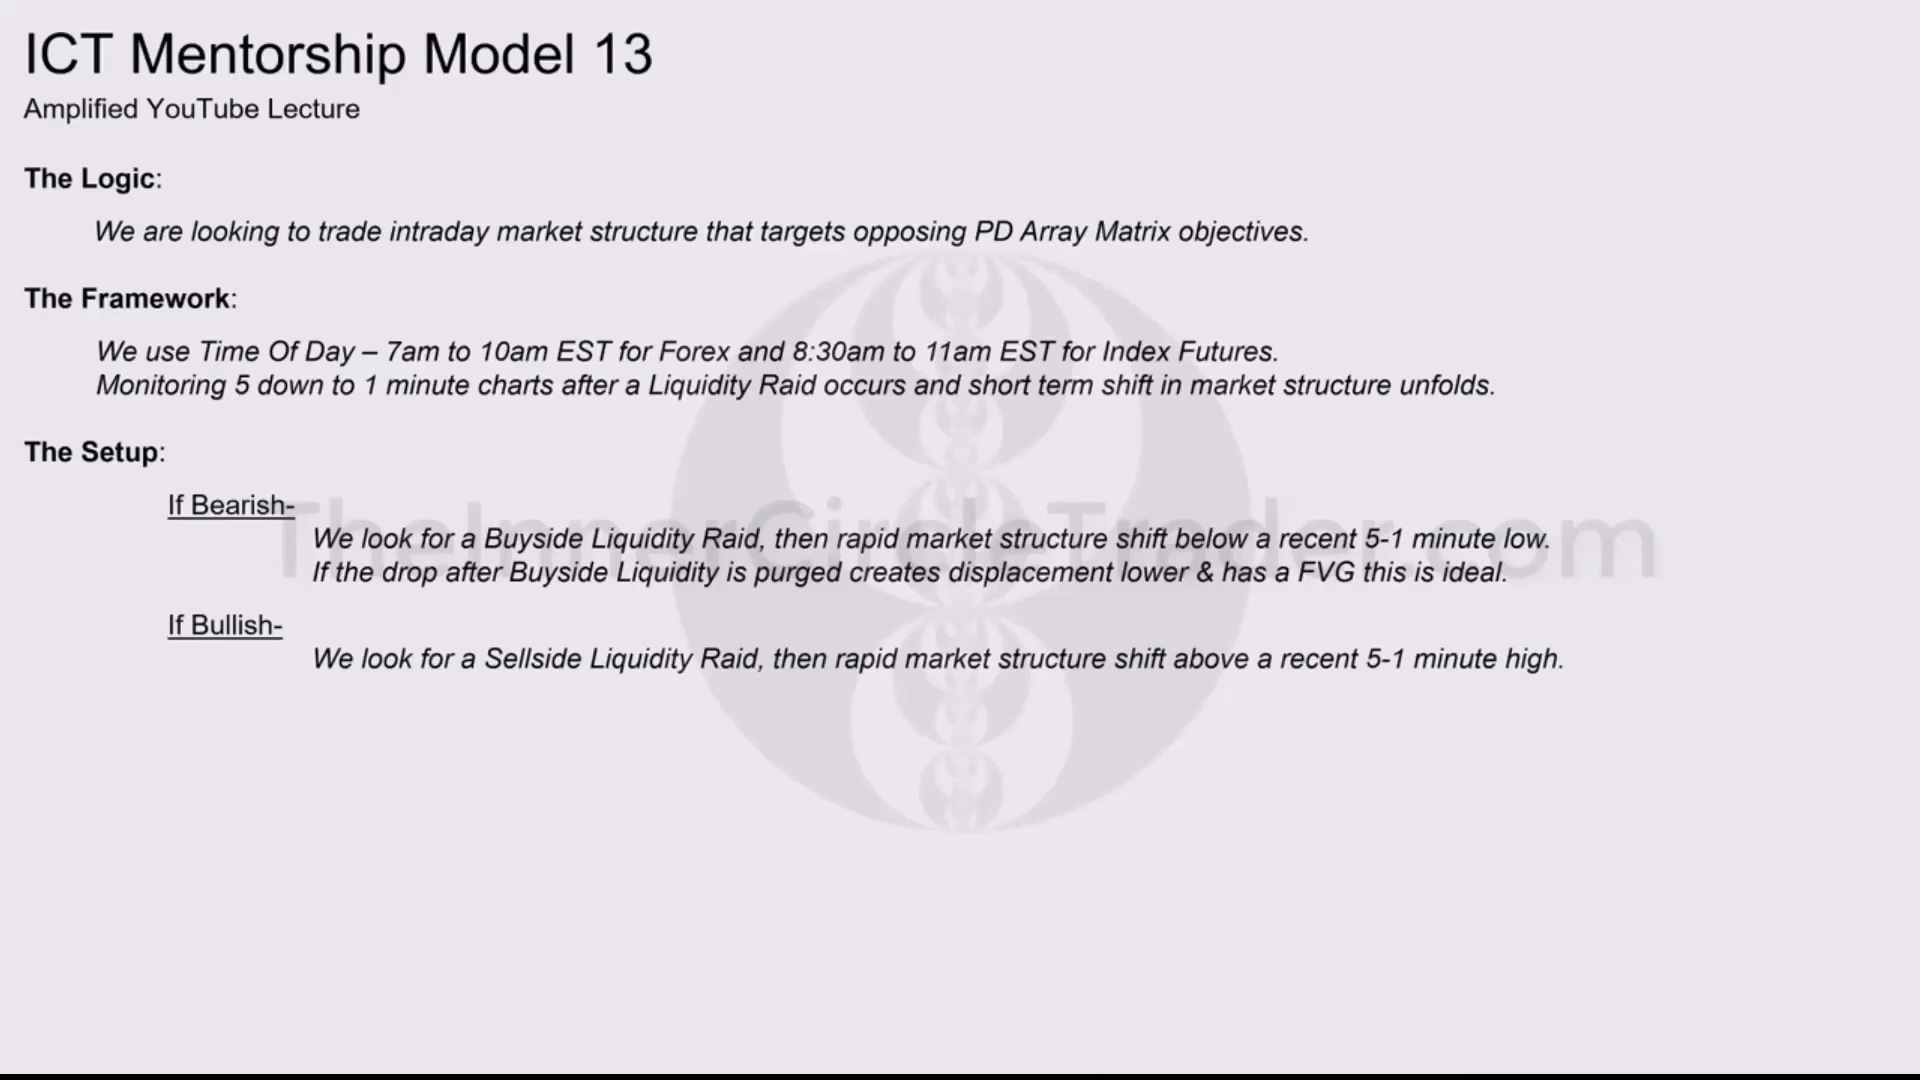 ICT Mentorship Model 13
Amplified YouTube Lecture
The Logic:
We are looking to trade intraday market structure that targets opposing PD Array Matrix objectives.
The Framework:
We use Time Of Day – 7am to 10am EST for Forex and 8:30am to 11am EST for Index Futures.
Monitoring 5 down to 1 minute charts after a Liquidity Raid occurs and short term shift in market structure unfolds.
The Setup:
If Bearish-
TheInnerCircleTrader.com
We look for a Buyside Liquidity Raid, then rapid market structure shift below a recent 5-1 minute low.
If the drop after Buyside Liquidity is purged creates displacement lower & has a FVG this is ideal.
If Bullish-
We look for a Sellside Liquidity Raid, then rapid market structure shift above a recent 5-1 minute high.